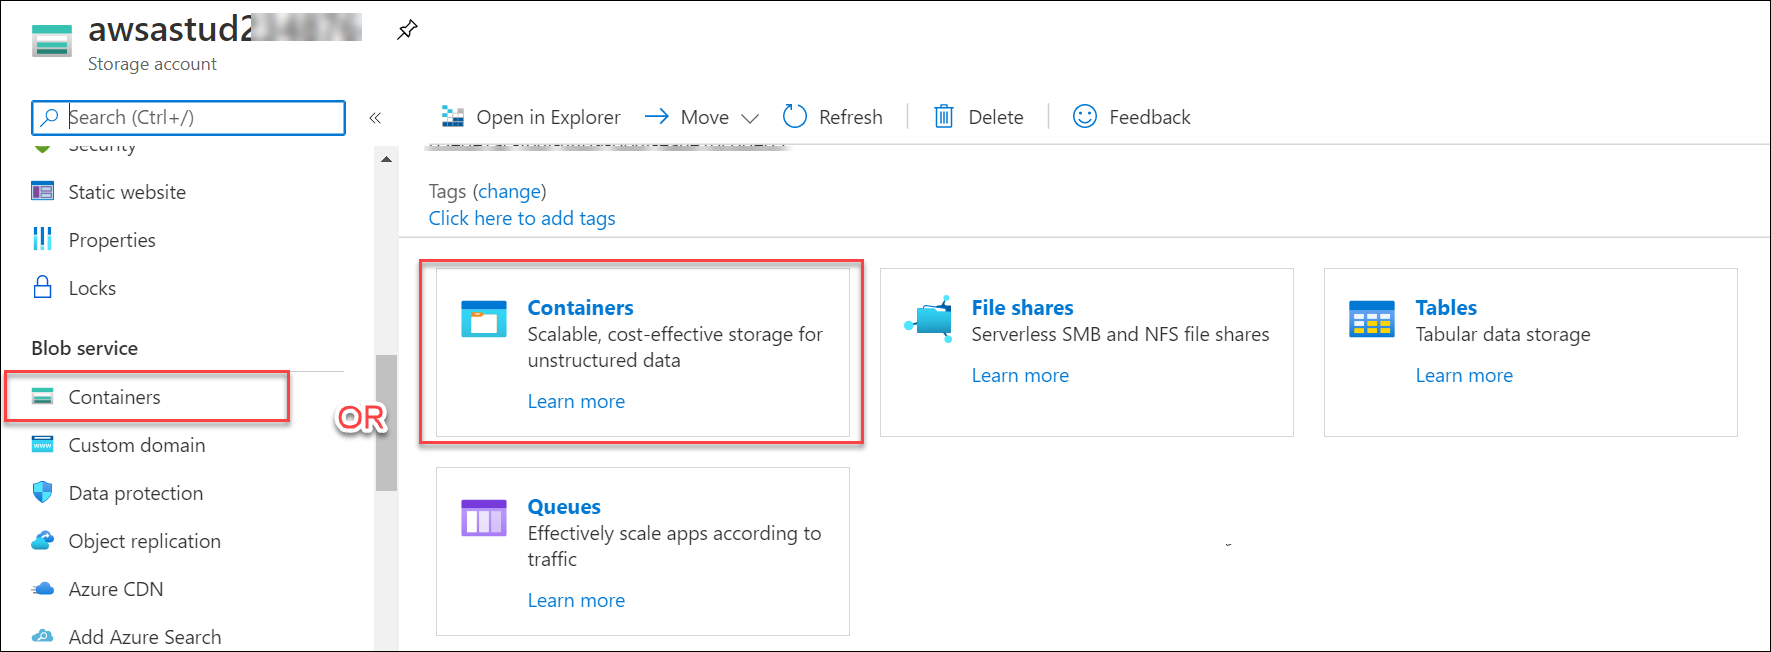 Storage account
Search (Ctrl+/)
«
Open in Explorer
Move
Refresh
Delete
Feedback
Security
Static website
Properties
Locks
Blob service
Containers
Custom domain
Data protection
Object replication
Azure CDN
Add Azure Search
OR
Tags (change)
Click here to add tags
Containers
Scalable, cost-effective storage for
unstructured data
Learn more
File shares
Serverless SMB and NFS file shares
Learn more
Tables
Tabular data storage
Learn more
Queues
Effectively scale apps according to
traffic
Learn more